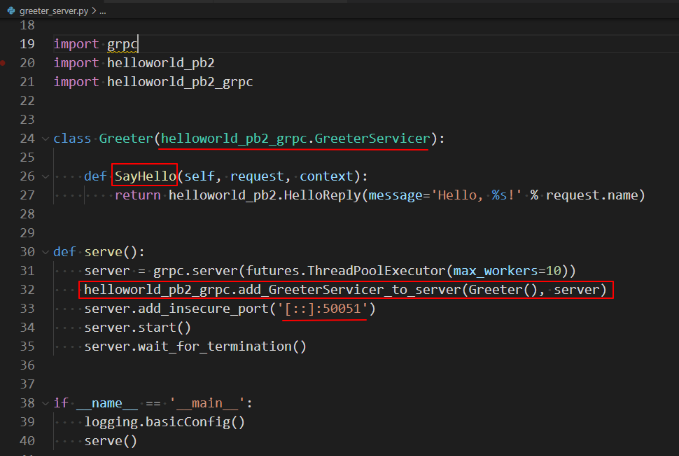 greeter_server.py > ...
18
19 import grpc
20 import helloworld_pb2
21 import helloworld_pb2_grpc
22
23
24 class Greeter(helloworld_pb2_grpc.GreeterServicer):
25
26     def SayHello(self, request, context):
27         return helloworld_pb2.HelloReply(message='Hello, %s!' % request.name)
28
29
30 def serve():
31     server = grpc.server(futures.ThreadPoolExecutor(max_workers=10))
32     helloworld_pb2_grpc.add_GreeterServicer_to_server(Greeter(), server)
33     server.add_insecure_port('[::]:50051')
34     server.start()
35     server.wait_for_termination()
36
37
38 if __name__ == '__main__':
39     logging.basicConfig()
40     serve()